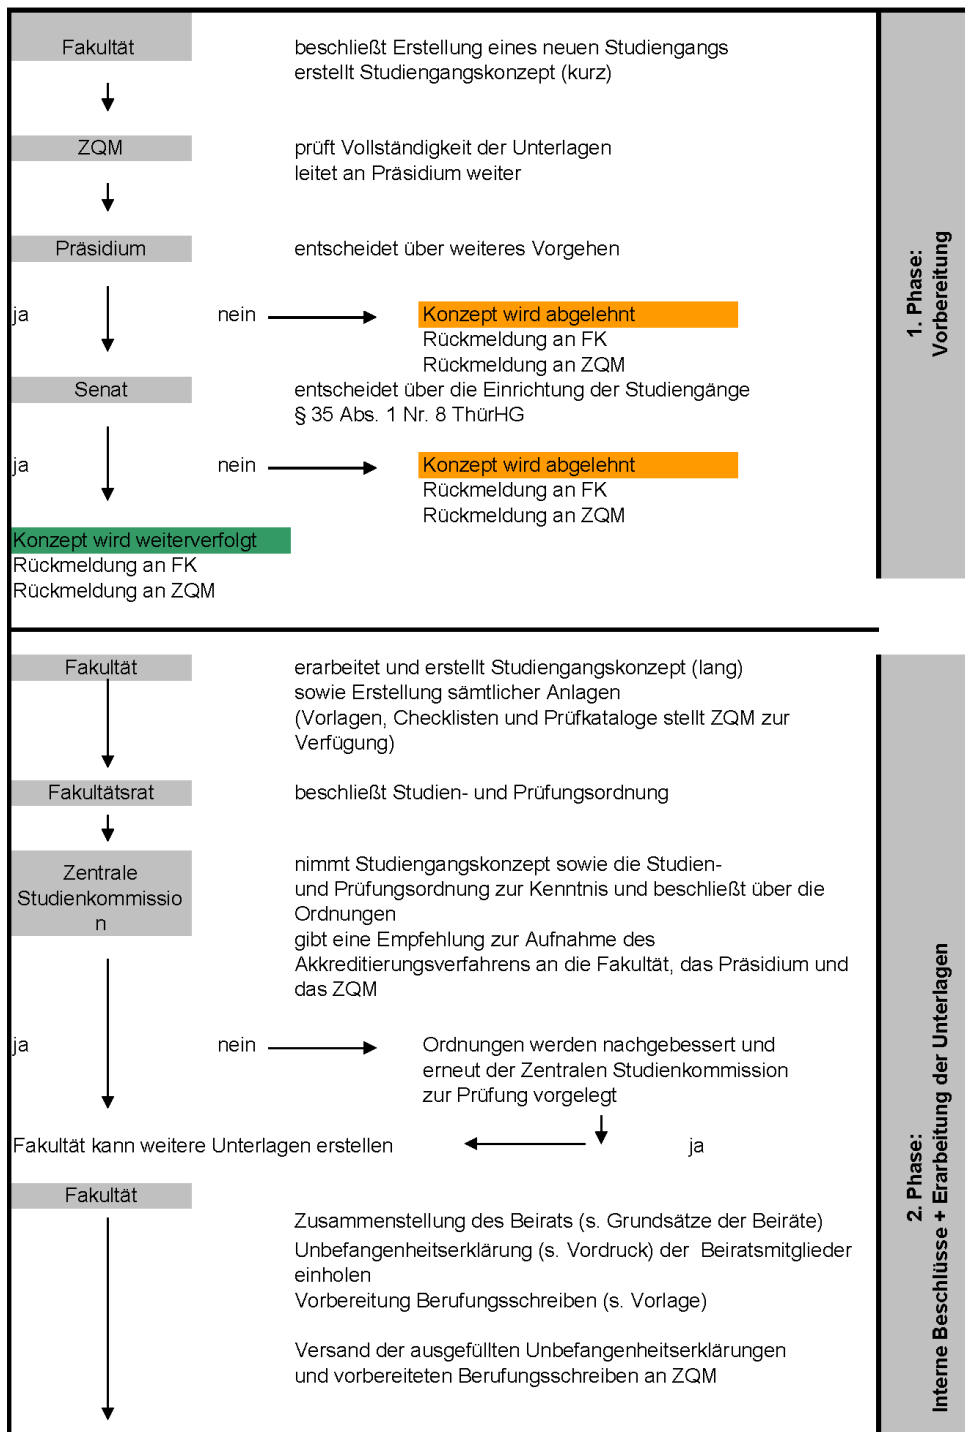 Fakultät
beschließt Erstellung eines neuen Studiengangs
erstellt Studiengangskonzept (kurz)
ZQM
prüft Vollständigkeit der Unterlagen
leitet an Präsidium weiter
Präsidium
entscheidet über weiteres Vorgehen
ja
nein
Konzept wird abgelehnt
Rückmeldung an FK
Rückmeldung an ZQM
Senat
entscheidet über die Einrichtung der Studiengänge
§ 35 Abs. 1 Nr. 8 ThürHG
ja
nein
Konzept wird abgelehnt
Rückmeldung an FK
Rückmeldung an ZQM
Konzept wird weiterverfolgt
Rückmeldung an FK
Rückmeldung an ZQM
1. Phase:
Vorbereitung
Fakultät
erarbeitet und erstellt Studiengangskonzept (lang)
sowie Erstellung sämtlicher Anlagen
(Vorlagen, Checklisten und Prüfkataloge stellt ZQM zur
Verfügung)
Fakultätsrat
beschließt Studien- und Prüfungsordnung
Zentrale
Studienkommissio
n
nimmt Studiengangskonzept sowie die Studien-
und Prüfungsordnung zur Kenntnis und beschließt über die
Ordnungen
gibt eine Empfehlung zur Aufnahme des
Akkreditierungsverfahrens an die Fakultät, das Präsidium und
das ZQM
ja
nein
Ordnungen werden nachgebessert und
erneut der Zentralen Studienkommission
zur Prüfung vorgelegt
Fakultät kann weitere Unterlagen erstellen
ja
Fakultät
Zusammenstellung des Beirats (s. Grundsätze der Beiräte)
Unbefangenheitserklärung (s. Vordruck) der Beiratsmitglieder
einholen
Vorbereitung Berufungsschreiben (s. Vorlage)
Versand der ausgefüllten Unbefangenheitserklärungen
und vorbereiteten Berufungsschreiben an ZQM
2. Phase:
Interne Beschlüsse + Erarbeitung der Unterlagen